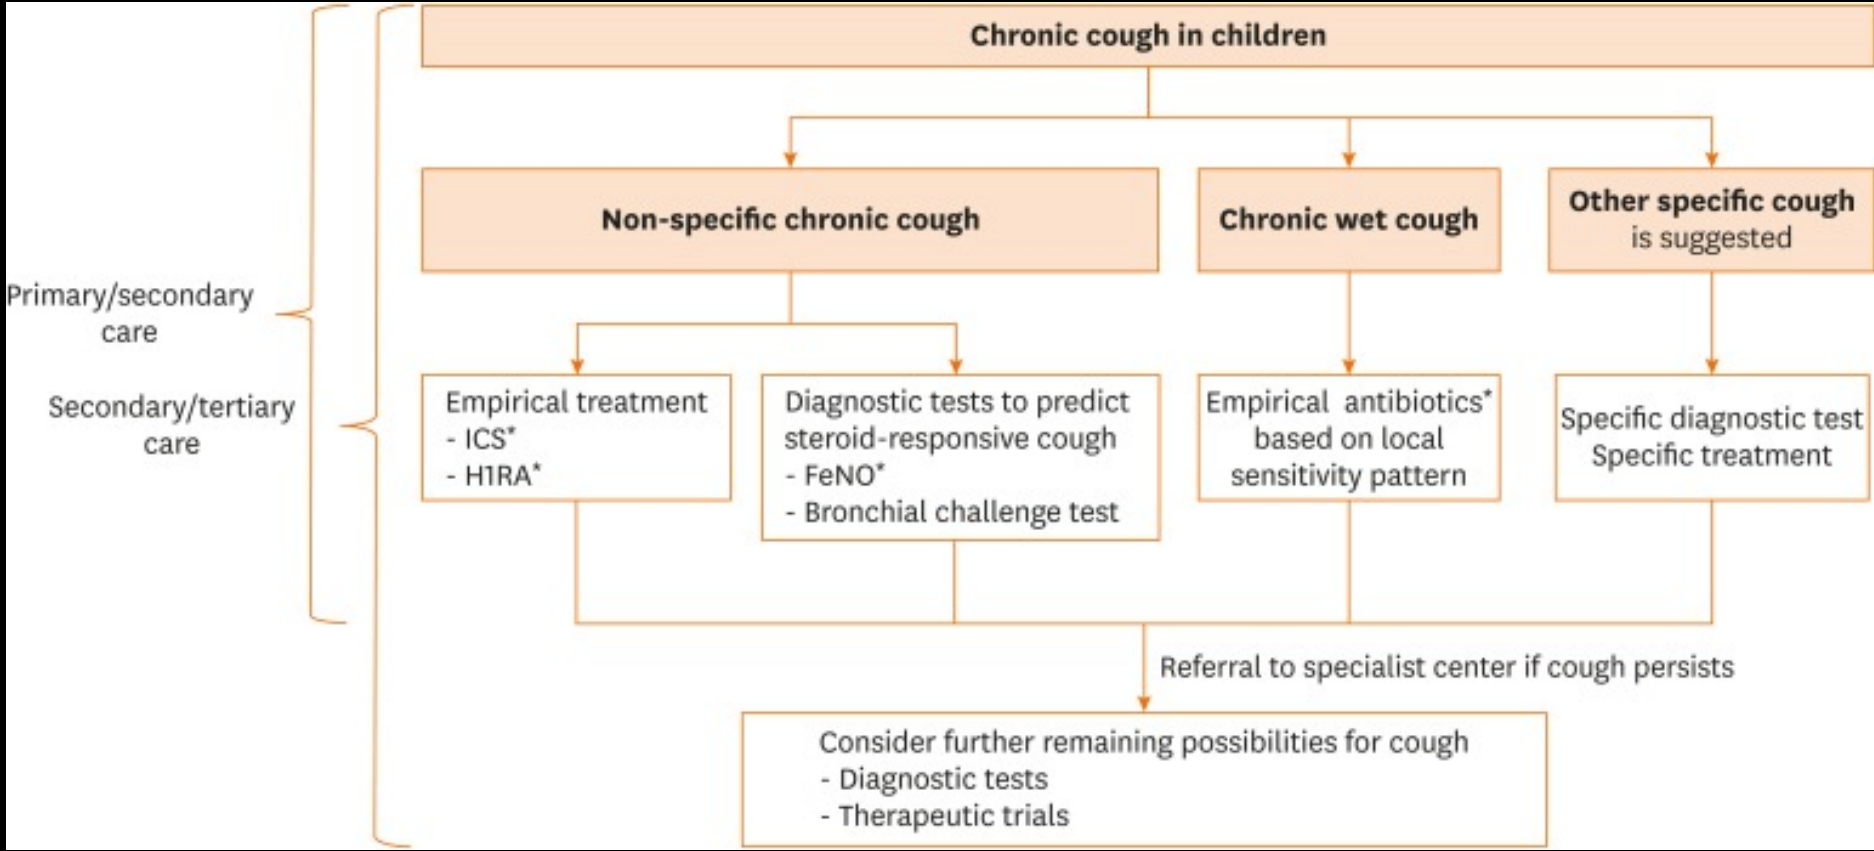 Chronic cough in children
Non-specific chronic cough
Chronic wet cough
Other specific cough
is suggested
Primary/secondary
care
Secondary/tertiary
care
Empirical treatment
- ICS*
- H1RA*
Diagnostic tests to predict
steroid-responsive cough
- FeNO*
- Bronchial challenge test
Empirical antibiotics*
based on local
sensitivity pattern
Specific diagnostic test
Specific treatment
Referral to specialist center if cough persists
Consider further remaining possibilities for cough
- Diagnostic tests
- Therapeutic trials